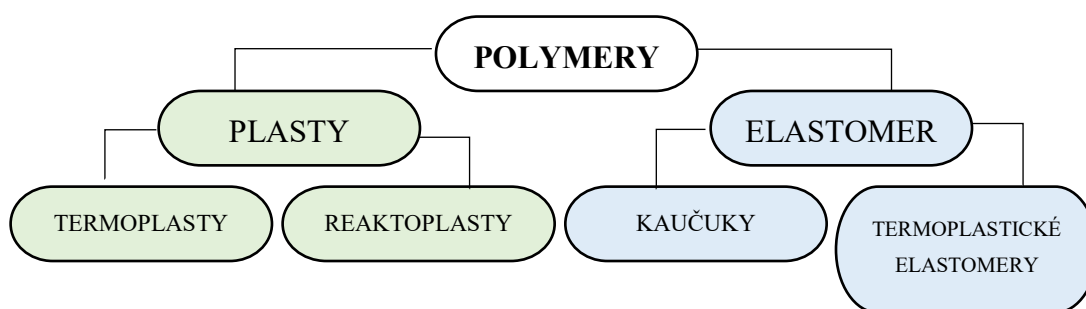 POLYMERY
PLASTY
ELASTOMER
TERMOPLASTY
REAKTOPLASTY
KAUČUKY
TERMOPLASTICKÉ
ELASTOMERY